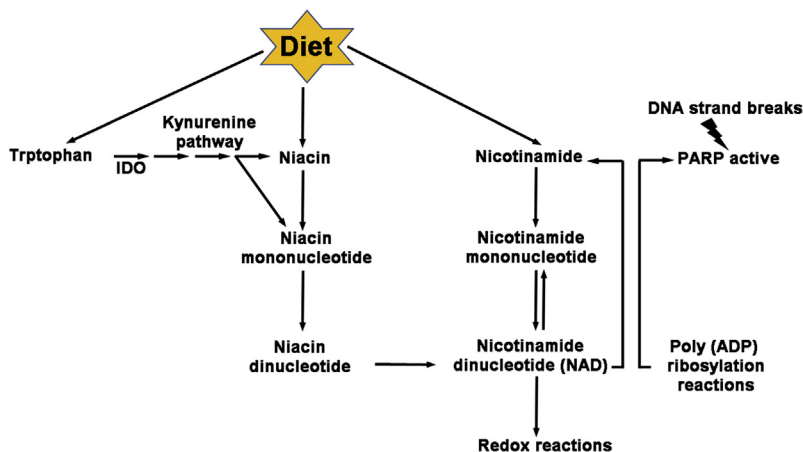 Diet
DNA strand breaks
Kynurenine
pathway
Trptophan
IDO
Niacin
Nicotinamide
PARP active
Niacin
mononucleotide
Nicotinamide
mononucleotide
Niacin
dinucleotide
Nicotinamide
dinucleotide (NAD)
Poly (ADP)
ribosylation
reactions
Redox reactions